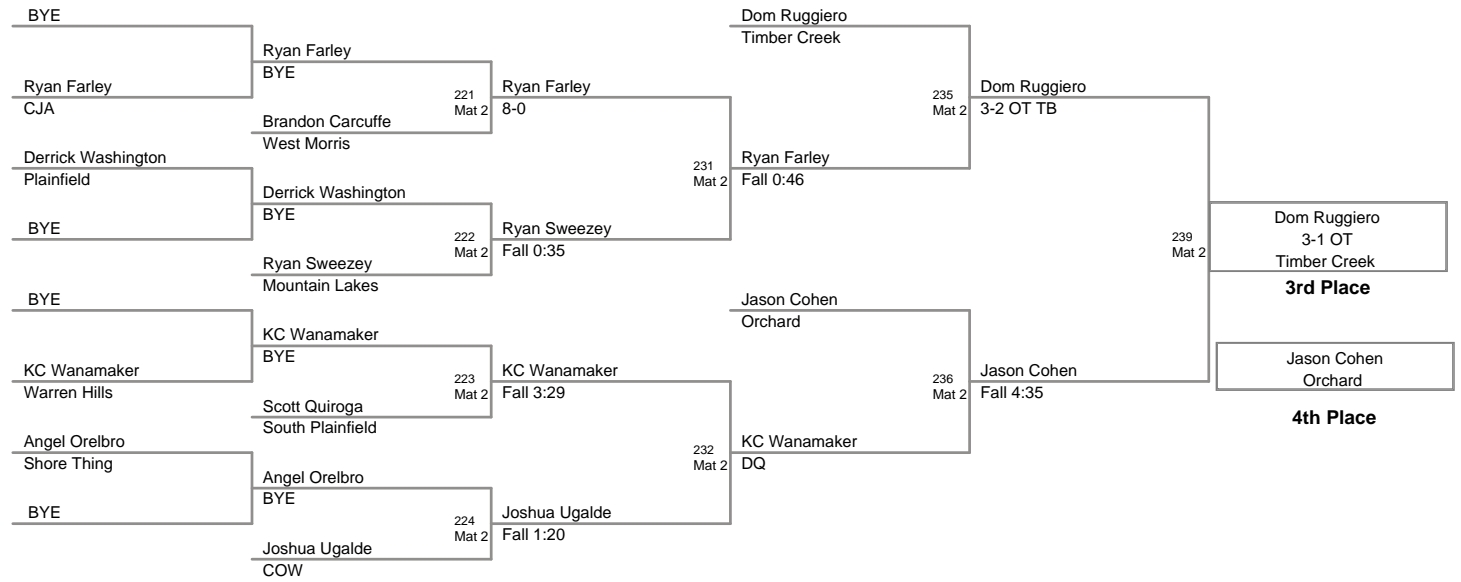 BYE
Ryan Farley
CJA
Derrick Washington
Plainfield
BYE
BYE
KC Wanamaker
Warren Hills
Angel Orelbro
Shore Thing
BYE
Ryan Farley
BYE
221
Mat 2
Brandon Carcuffe
West Morris
Derrick Washington
BYE
222
Mat 2
Ryan Sweezey
Mountain Lakes
KC Wanamaker
BYE
223
Mat 2
Scott Quiroga
South Plainfield
Angel Orelbro
BYE
224
Mat 2
Joshua Ugalde
COW
Ryan Farley
8-0
231
Mat 2
Ryan Sweezey
Fall 0:35
KC Wanamaker
Fall 3:29
232
Mat 2
Joshua Ugalde
Fall 1:20
Dom Ruggiero
Timber Creek
235
Mat 2
Ryan Farley
Fall 0:46
Jason Cohen
Orchard
236
Mat 2
KC Wanamaker
DQ
Dom Ruggiero
3-2 OT TB
239
Mat 2
Jason Cohen
Fall 4:35
Dom Ruggiero
3-1 OT
Timber Creek
3rd Place
Jason Cohen
Orchard
4th Place